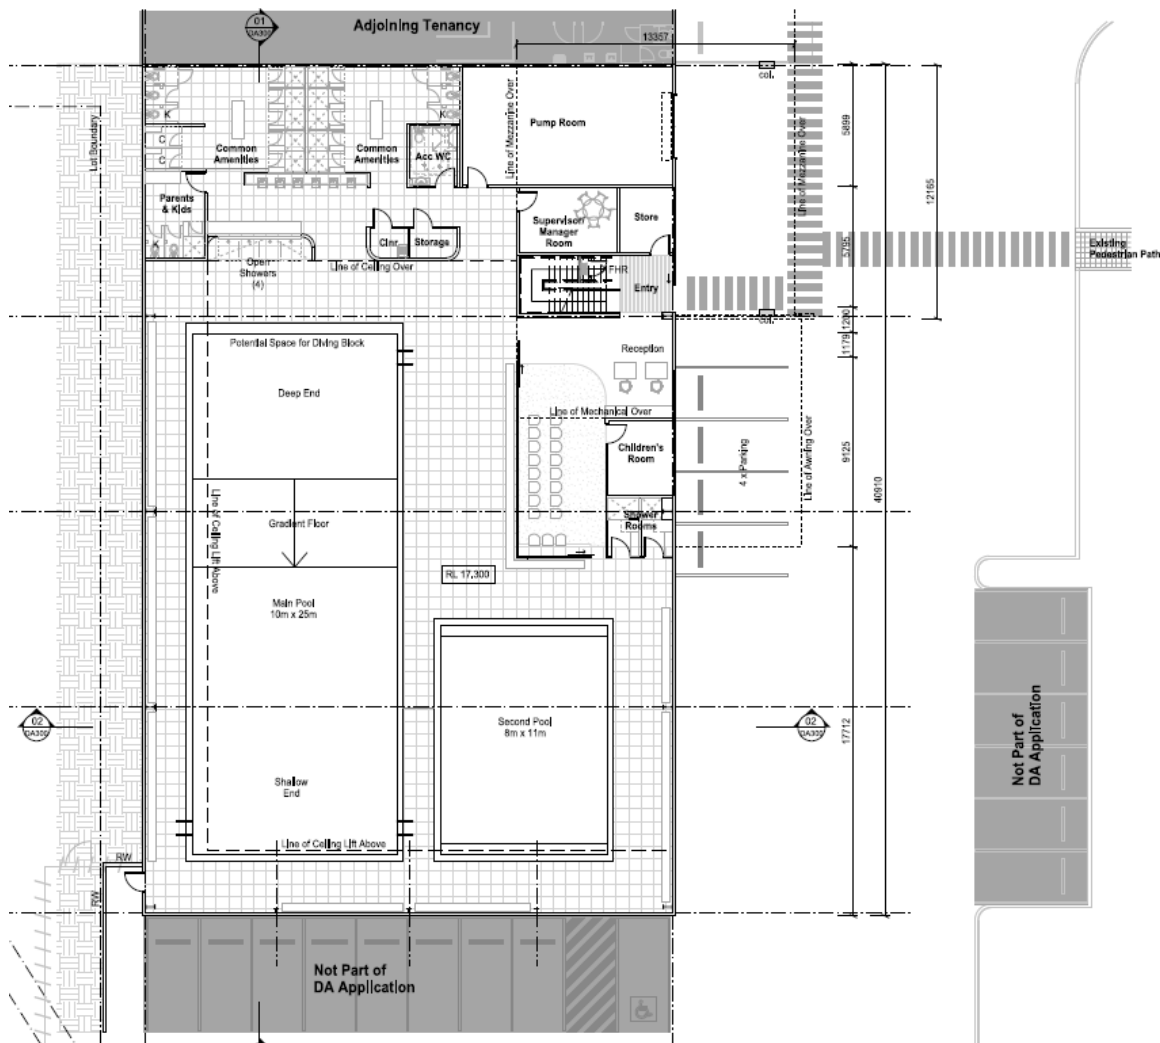 01
DA300
Adjoining Tenancy
13357
col.
Lot Boundary
K
K
C
C
Common
Amenities
Common
Amenities
Acc WC
Line of Mezzanine Over
Pump Room
Line of Mezzanine Over
5899
12165
Parents
& Kids
K
Open
Showers
(4)
Clnr
Storage
Line of Ceiling Over
Supervisor
Manager
Room
Store
FHR
Entry
5795
Existing
Pedestrian Path
col.
1200
1179
Potential Space for Diving Block
Deep End
Reception
Line of Mechanical Over
Children's
Room
4 x Parking
Line of Awning Over
9125
40910
Shower
Rooms
Line of Ceiling Lift Above
Gradient Floor
RL 17,300
Main Pool
10m x 25m
02
DA300
Second Pool
8m x 11m
02
DA300
17712
Not Part of
DA Application
Shallow
End
Line of Ceiling Lift Above
RW
RW
Not Part of
DA Application